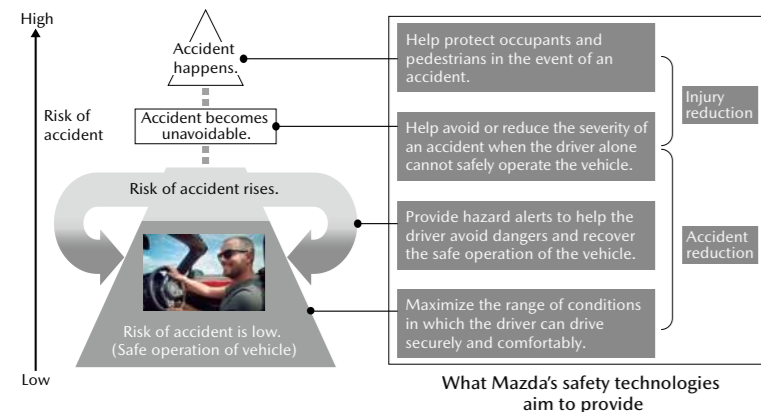 High
Accident
happens.
Risk of
accident
Accident becomes
unavoidable.
Risk of accident rises.
Risk of accident is low.
(Safe operation of vehicle)
Low
Help protect occupants and
pedestrians in the event of an
accident.
Help avoid or reduce the severity of
an accident when the driver alone
cannot safely operate the vehicle.
Provide hazard alerts to help the
driver avoid dangers and recover
the safe operation of the vehicle.
Maximize the range of conditions
in which the driver can drive
securely and comfortably.
Injury
reduction
Accident
reduction
What Mazda’s safety technologies
aim to provide